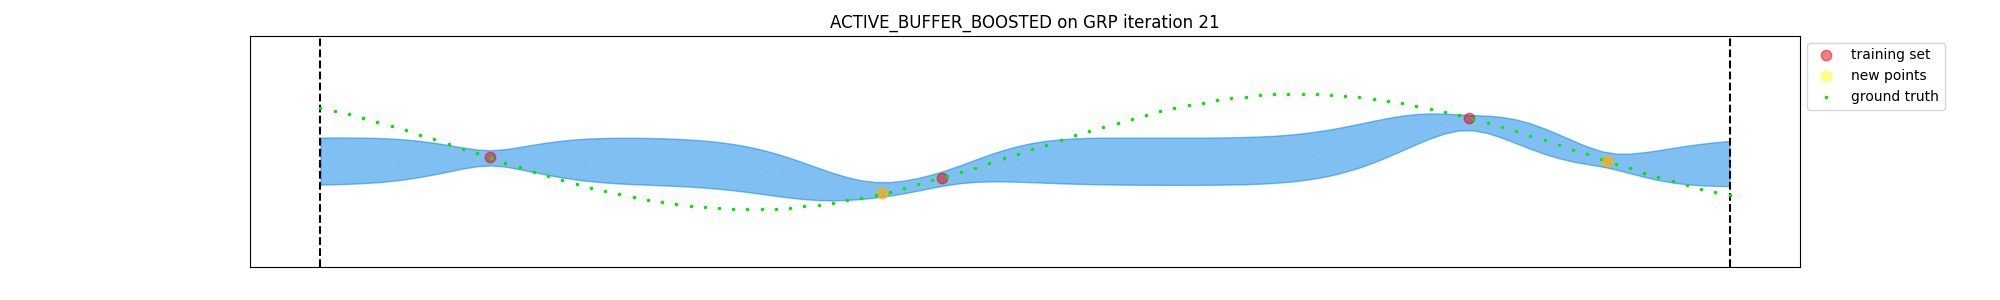 ACTIVE_BUFFER_BOOSTED on GRP iteration 21
training set
new points
ground truth